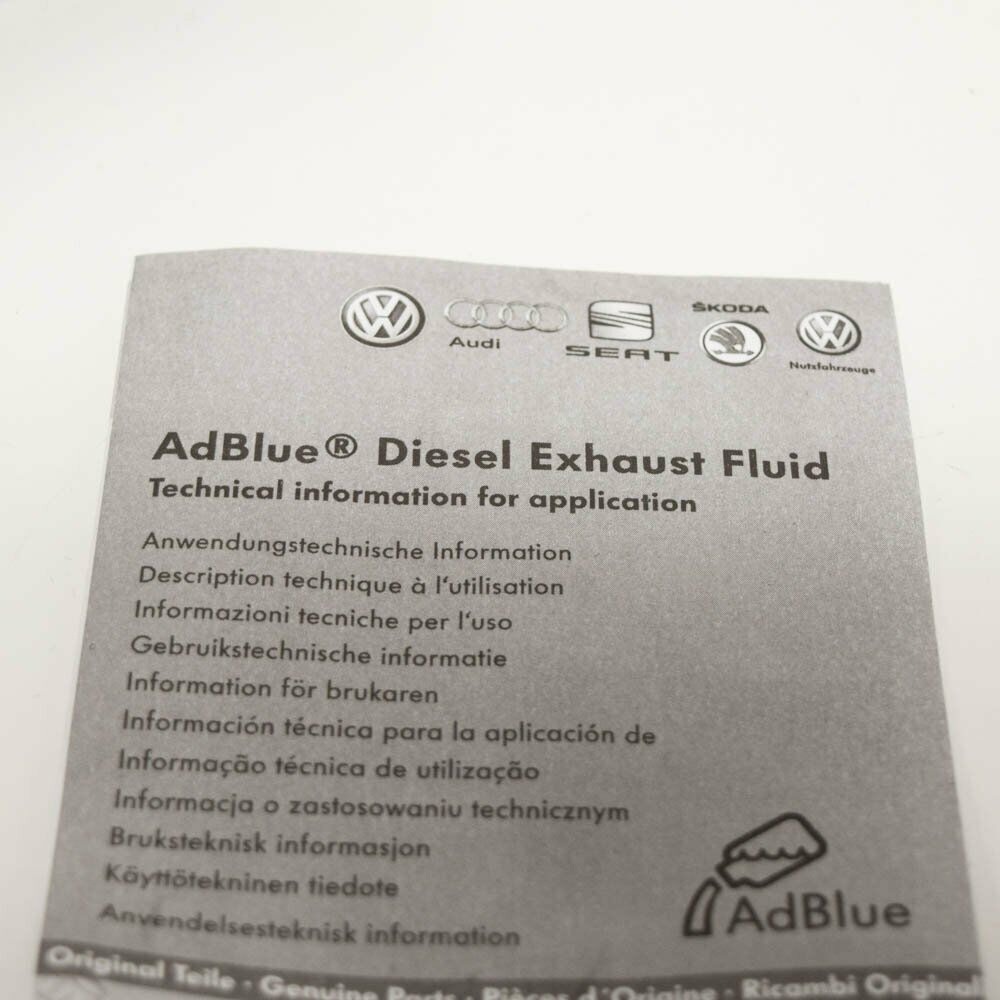 ŠKODA
Audi
SEAT
Nutzfahrzeuge
AdBlue® Diesel Exhaust Fluid
Technical information for application
Anwendungstechnische Information
Description technique à l'utilisation
Informazioni tecniche per l'uso
Gebruikstechnische informatie
Information för brukaren
Información técnica para la aplicación de
Informação técnica de utilização
Informacja o zastosowaniu technicznym
Bruksteknisk informasjon
Käyttötekninen tiedote
Anvendelsesteknisk information
AdBlue
Original Teile · Genuine Parts · Pièces d'Origine · Ricambi Originali